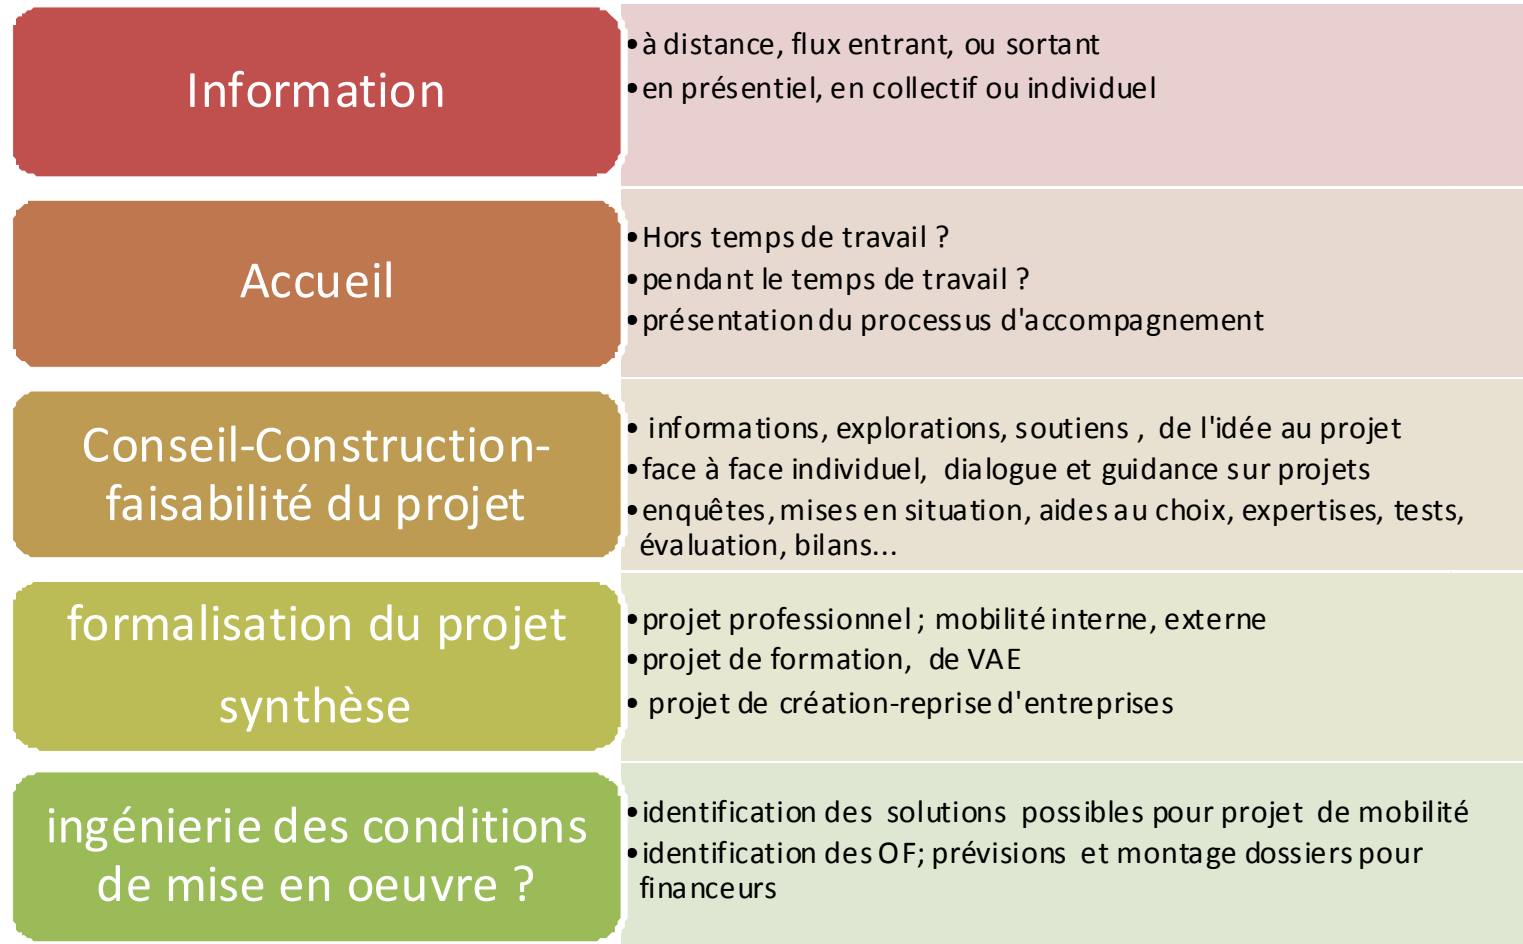 Information
•à distance, flux entrant, ou sortant
•en présentiel, en collectif ou individuel
Accueil
•Hors temps de travail ?
•pendant le temps de travail ?
•présentation du processus d'accompagnement
Conseil-Construction-
faisabilité du projet
• informations, explorations, soutiens , de l'idée au projet
•face à face individuel, dialogue et guidance sur projets
•enquêtes, mises en situation, aides au choix, expertises, tests,
évaluation, bilans...
formalisation du projet
synthèse
•projet professionnel ; mobilité interne, externe
•projet de formation, de VAE
• projet de création-reprise d'entreprises
ingénierie des conditions
de mise en oeuvre ?
•identification des solutions possibles pour projet de mobilité
•identification des OF; prévisions et montage dossiers pour
financeurs